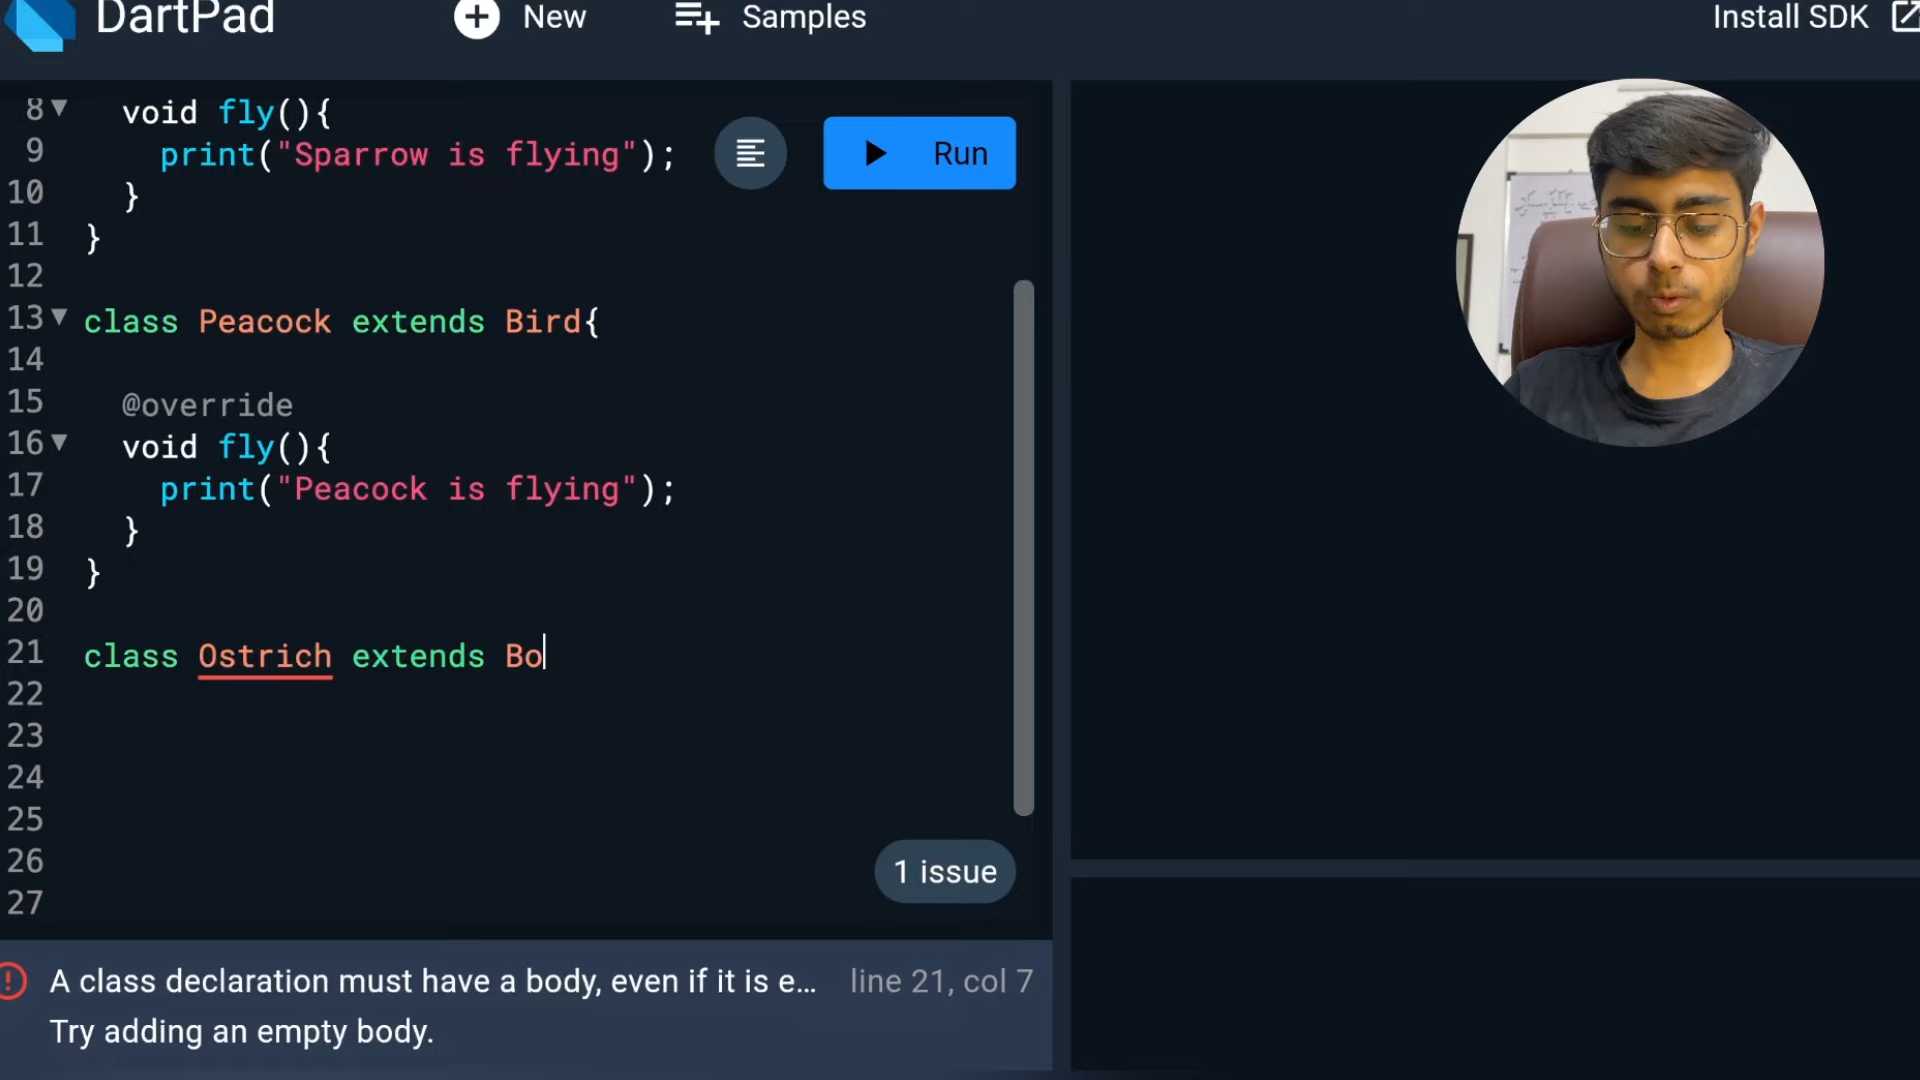 DartPad New Samples Install SDK
8 void fly(){
9 print("Sparrow is flying"); Run
10 }
11 }
12
13 class Peacock extends Bird{
14
15 @override
16 void fly(){
17 print("Peacock is flying");
18 }
19 }
20
21 class Ostrich extends Bo
22
23
24
25
26
27
1 issue
A class declaration must have a body, even if it is e... line 21, col 7
Try adding an empty body.